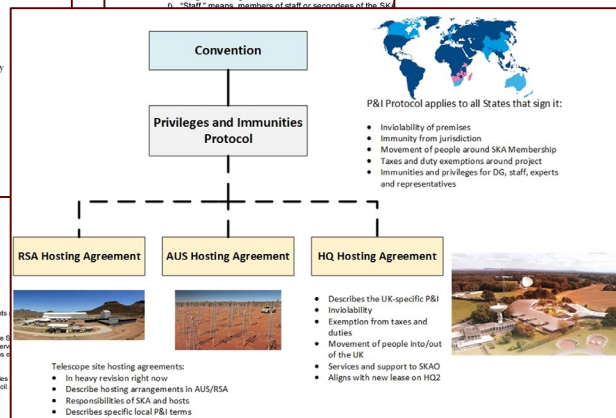 f) "Staff" means members of staff or secondees of the SKA
Convention
Privileges and Immunities
Protocol
P&I Protocol applies to all States that sign it:
• Inviolability of premises
• Immunity from jurisdiction
• Movement of people around SKA Membership
• Taxes and duty exemptions around project
• Immunities and privileges for DG, staff, experts
and representatives
RSA Hosting Agreement
AUS Hosting Agreement
HQ Hosting Agreement
• Describes the UK-specific P&I
• Inviolability
• Exemption from taxes and
duties
• Movement of people into/out
of the UK
• Services and support to SKAO
• Aligns with new lease on HQ2
Telescope site hosting agreements:
• In heavy revision right now
• Describe hosting arrangements in AUS/RSA
• Responsibilities of SKA and hosts
• Describes specific local P&I terms